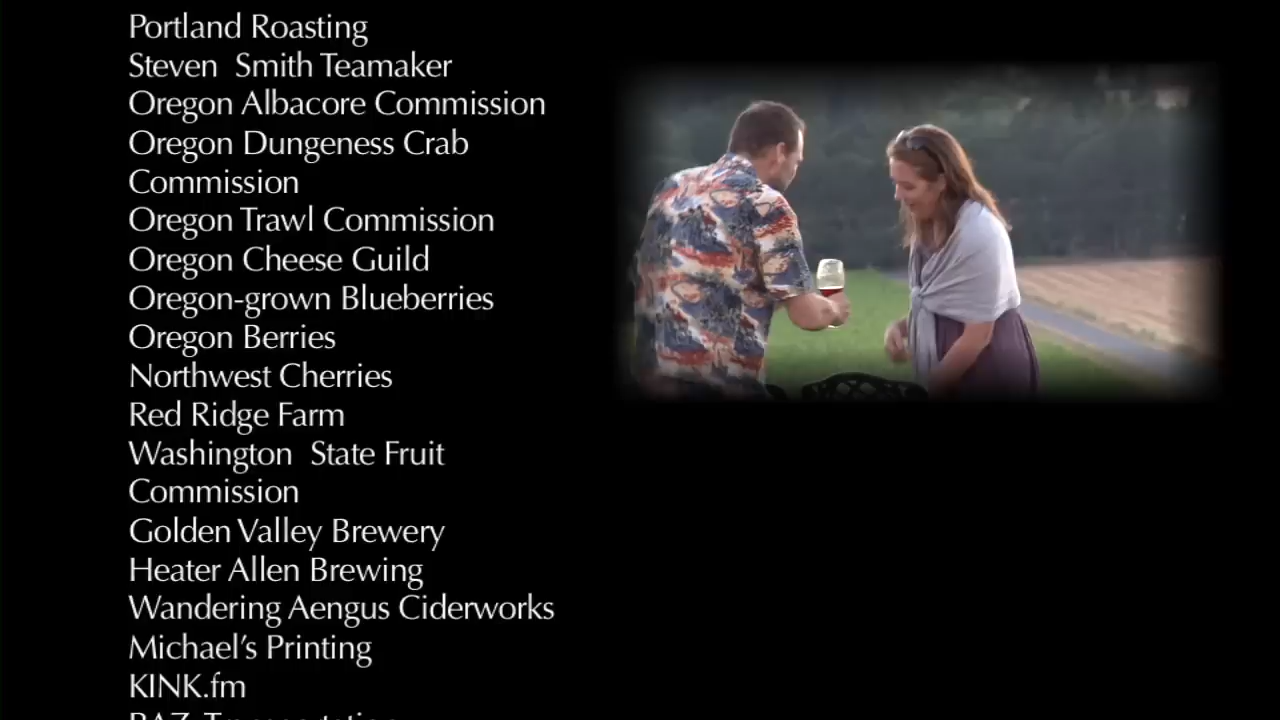 Portland Roasting
Steven  Smith Teamaker
Oregon Albacore Commission
Oregon Dungeness Crab
Commission
Oregon Trawl Commission
Oregon Cheese Guild
Oregon-grown Blueberries
Oregon Berries
Northwest Cherries
Red Ridge Farm
Washington  State Fruit
Commission
Golden Valley Brewery
Heater Allen Brewing
Wandering Aengus Ciderworks
Michael's Printing
KINK.fm